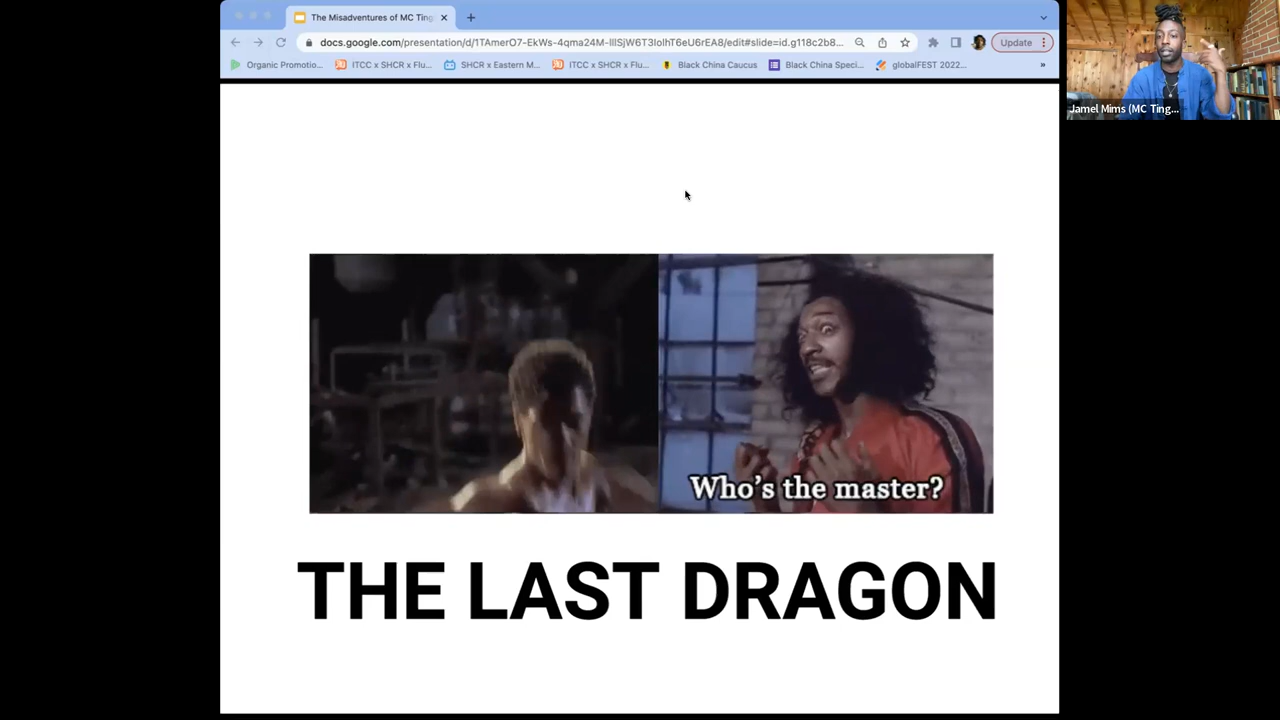 The Misadventures of MC Ting
docs.google.com/presentation/d/1TAmerO7-EkWs-4qma24M-IIlSjW6T3IolhT6eU6rEA8/edit#slide=id.g118c2b8...
Update
Organic Promotio...
ITCC x SHCR x Flu...
SHCR x Eastern M...
ITCC x SHCR x Flu...
Black China Caucus
Black China Speci...
globalFEST 2022...
»
Jamel Mims (MC Ting...
Who's the master?
THE LAST DRAGON